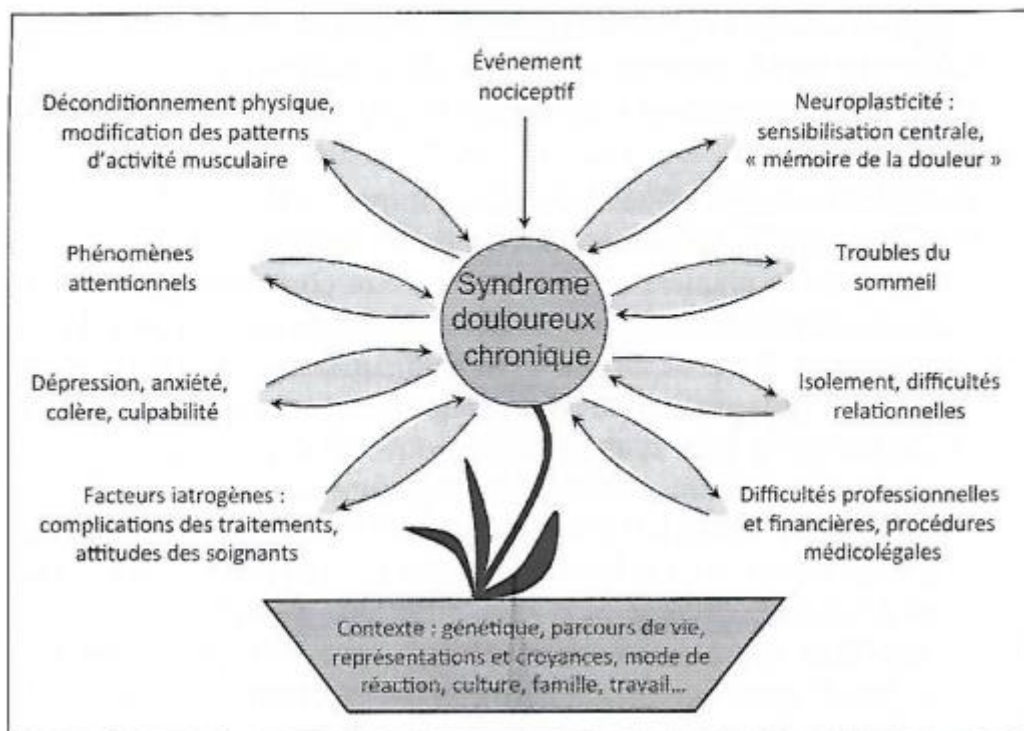 Événement
nociceptif
Déconditionnement physique,
modification des patterns
d'activité musculaire
Neuroplasticité :
sensibilisation centrale,
« mémoire de la douleur »
Phénomènes
attentionnels
Syndrome
douloureux
chronique
Troubles du
sommeil
Dépression, anxiété,
colère, culpabilité
Isolement, difficultés
relationnelles
Facteurs iatrogènes :
complications des traitements,
attitudes des soignants
Difficultés professionnelles
et financières, procédures
médicolégales
Contexte : génétique, parcours de vie,
représentations et croyances, mode de
réaction, culture, famille, travail...